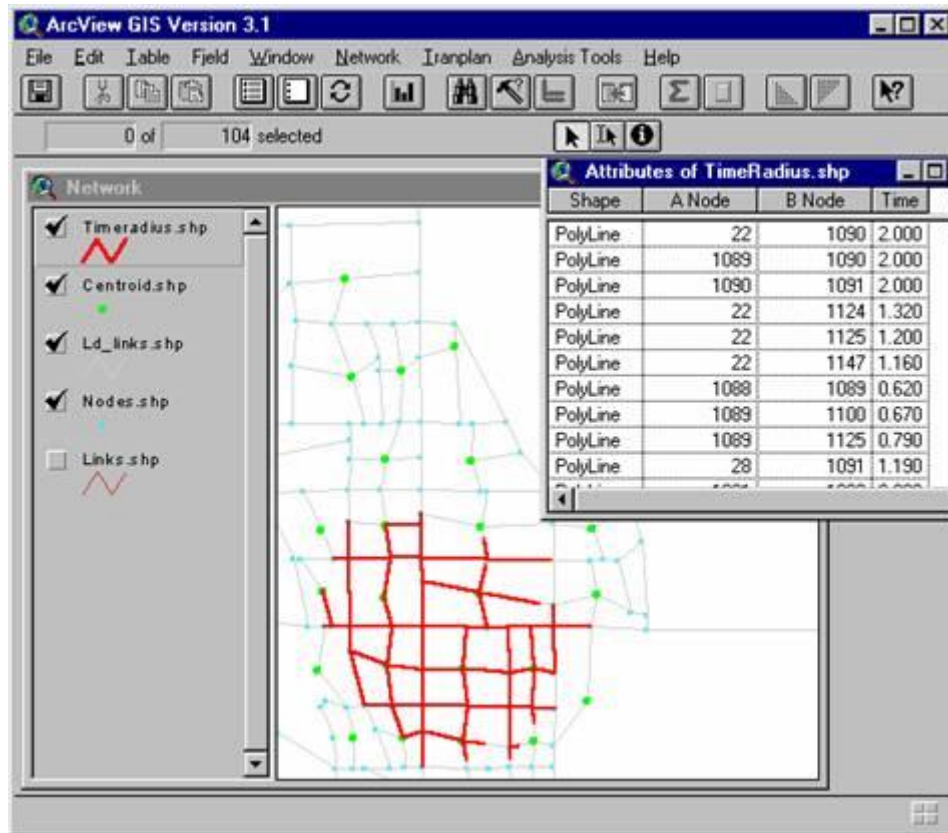 ArcView GIS Version 3.1
File Edit Table Field Window Network Tranplan Analysis Tools Help
0 of 104 selected
Network
Timeradius.shp
Centroid.shp
Ld_links.shp
Nodes.shp
Links.shp
Attributes of TimeRadius.shp
Shape A Node B Node Time
PolyLine 22 1090 2.000
PolyLine 1089 1090 2.000
PolyLine 1090 1091 2.000
PolyLine 22 1124 1.320
PolyLine 22 1125 1.200
PolyLine 22 1147 1.160
PolyLine 1088 1089 0.620
PolyLine 1089 1100 0.670
PolyLine 1089 1125 0.790
PolyLine 28 1091 1.190